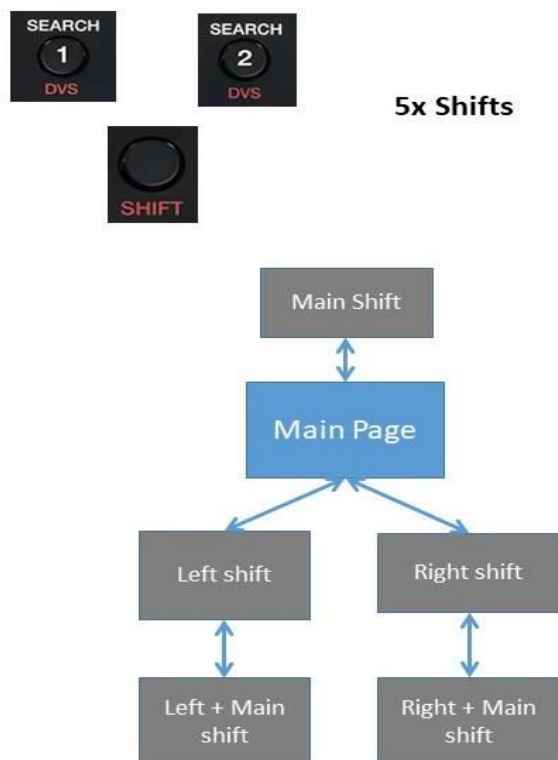 SEARCH
1
DVS
SEARCH
2
DVS
5x Shifts
SHIFT
Main Shift
Main Page
Left shift
Right shift
Left + Main
shift
Right + Main
shift